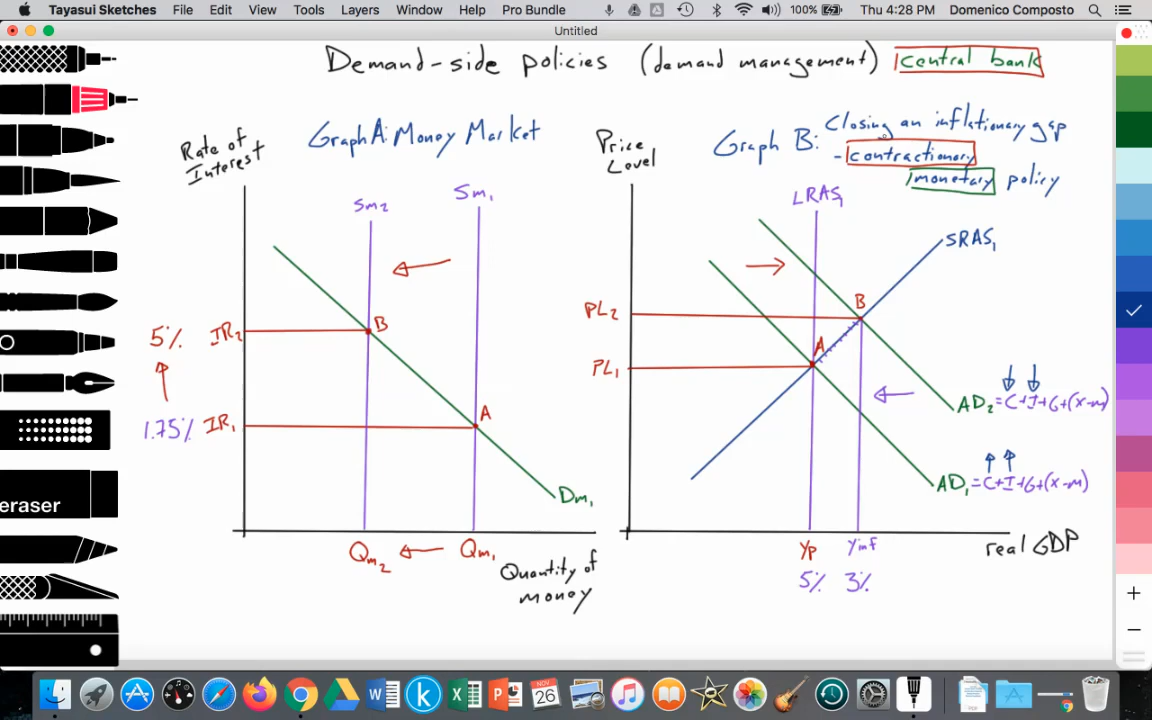 Tayasui Sketches File Edit View Tools Layers Window Help Pro Bundle 100% Thu 4:28 PM Domenico Composto
Untitled
Demand-side policies (demand management) central bank
Graph A: Money Market
Graph B: Closing an inflationary gap
- contractionary
monetary policy
Rate of
Interest
Price
Level
Sm2
Sm1
LRAS1
SRAS1
B
B
PL2
5% IR2
A
PL1
A
1.75% IR1
AD2=C+I+G+(X-M)
AD1=C+I+G+(X-M)
Dm1
Qm2
Qm1
Quantity of
money
Yp
Yinf
real GDP
5%
3%
eraser
NOV
26